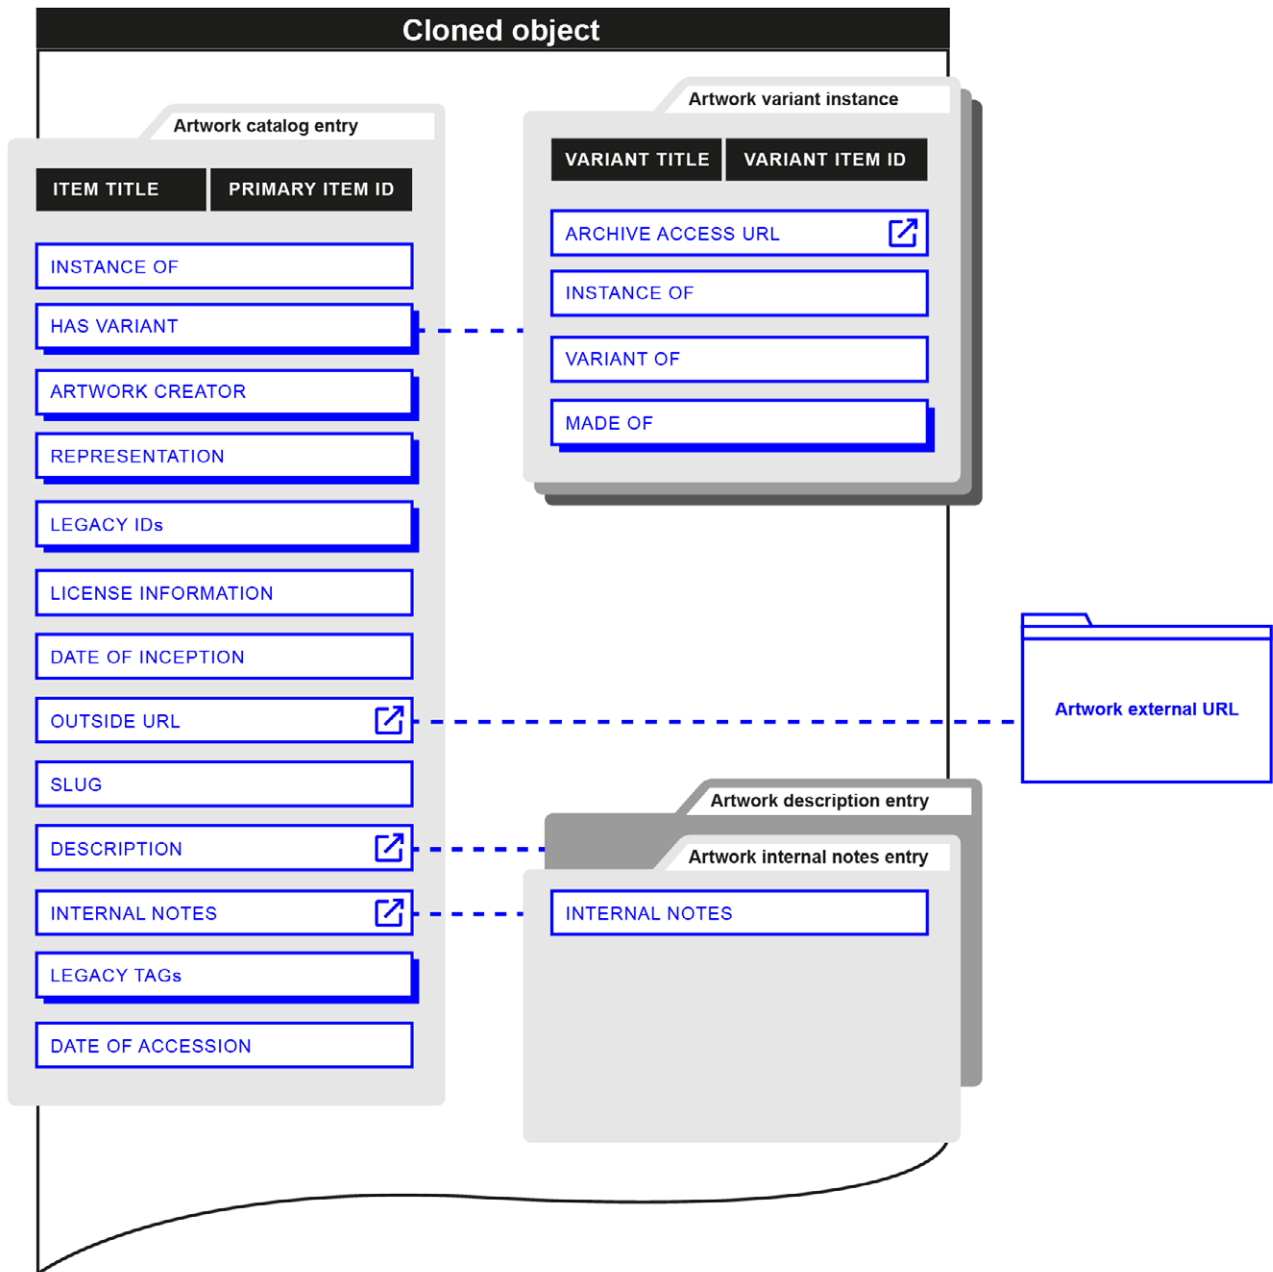 Cloned object
Artwork catalog entry
ITEM TITLE
PRIMARY ITEM ID
INSTANCE OF
HAS VARIANT
ARTWORK CREATOR
REPRESENTATION
LEGACY IDs
LICENSE INFORMATION
DATE OF INCEPTION
OUTSIDE URL
SLUG
DESCRIPTION
INTERNAL NOTES
LEGACY TAGs
DATE OF ACCESSION
Artwork variant instance
VARIANT TITLE
VARIANT ITEM ID
ARCHIVE ACCESS URL
INSTANCE OF
VARIANT OF
MADE OF
Artwork external URL
Artwork description entry
Artwork internal notes entry
INTERNAL NOTES